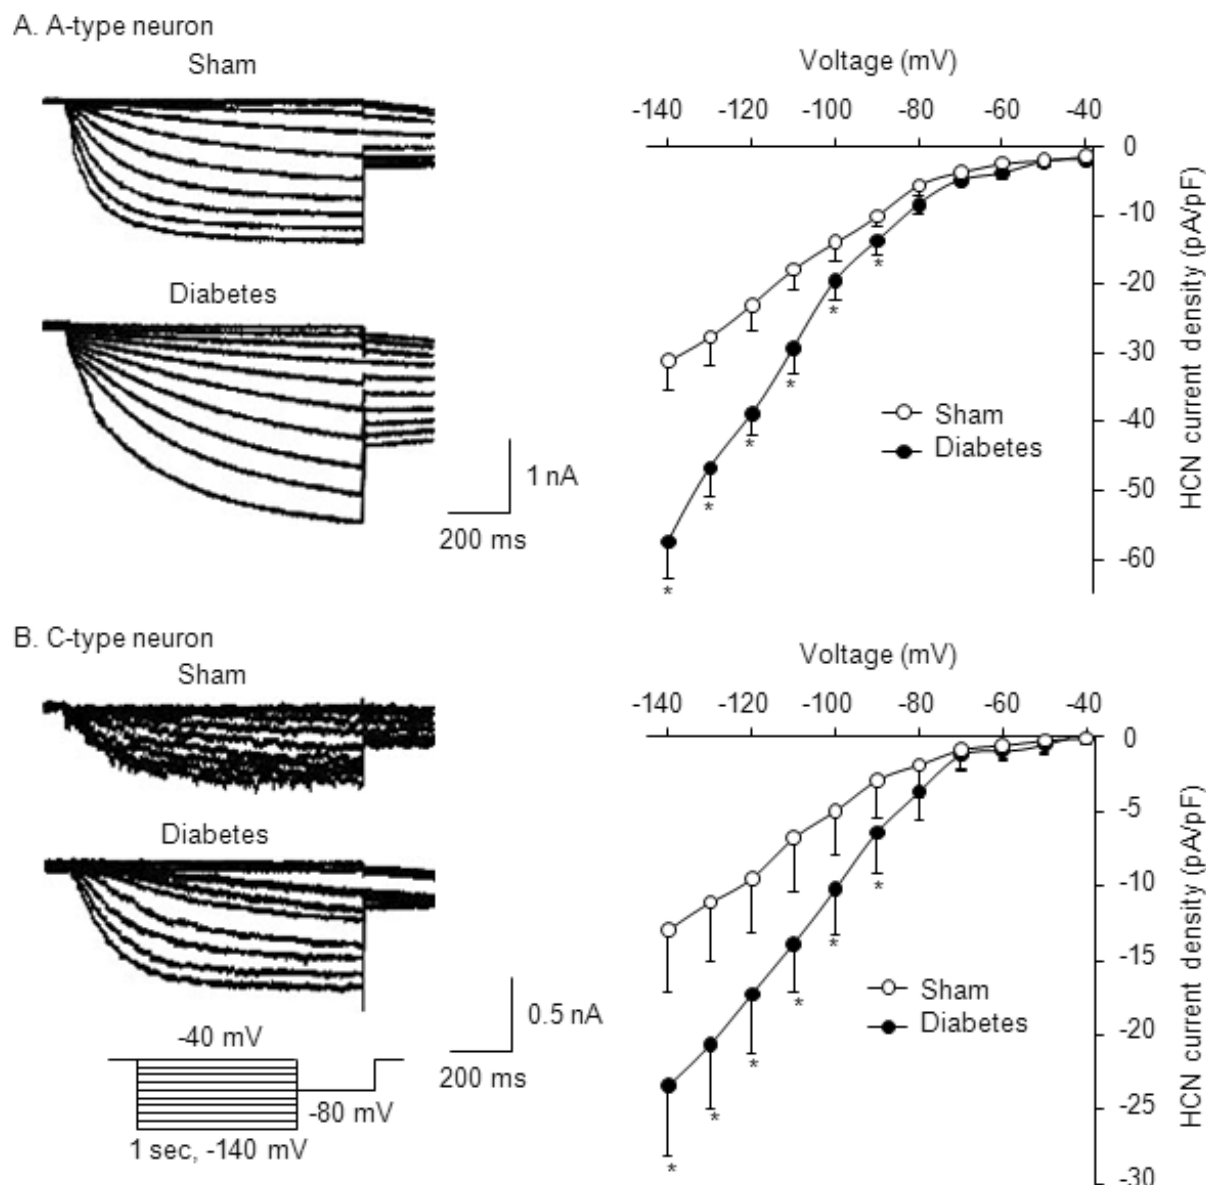 A. A-type neuron
Sham
Diabetes
1 nA
200 ms
Voltage (mV)
-140 -120 -100 -80 -60 -40
0
-10
-20
-30
-40
-50
-60
HCN current density (pA/pF)
Sham
Diabetes
* * * * * *
B. C-type neuron
Sham
Diabetes
0.5 nA
200 ms
-40 mV
-80 mV
1 sec, -140 mV
Voltage (mV)
-140 -120 -100 -80 -60 -40
0
-5
-10
-15
-20
-25
-30
HCN current density (pA/pF)
Sham
Diabetes
* * * * * *